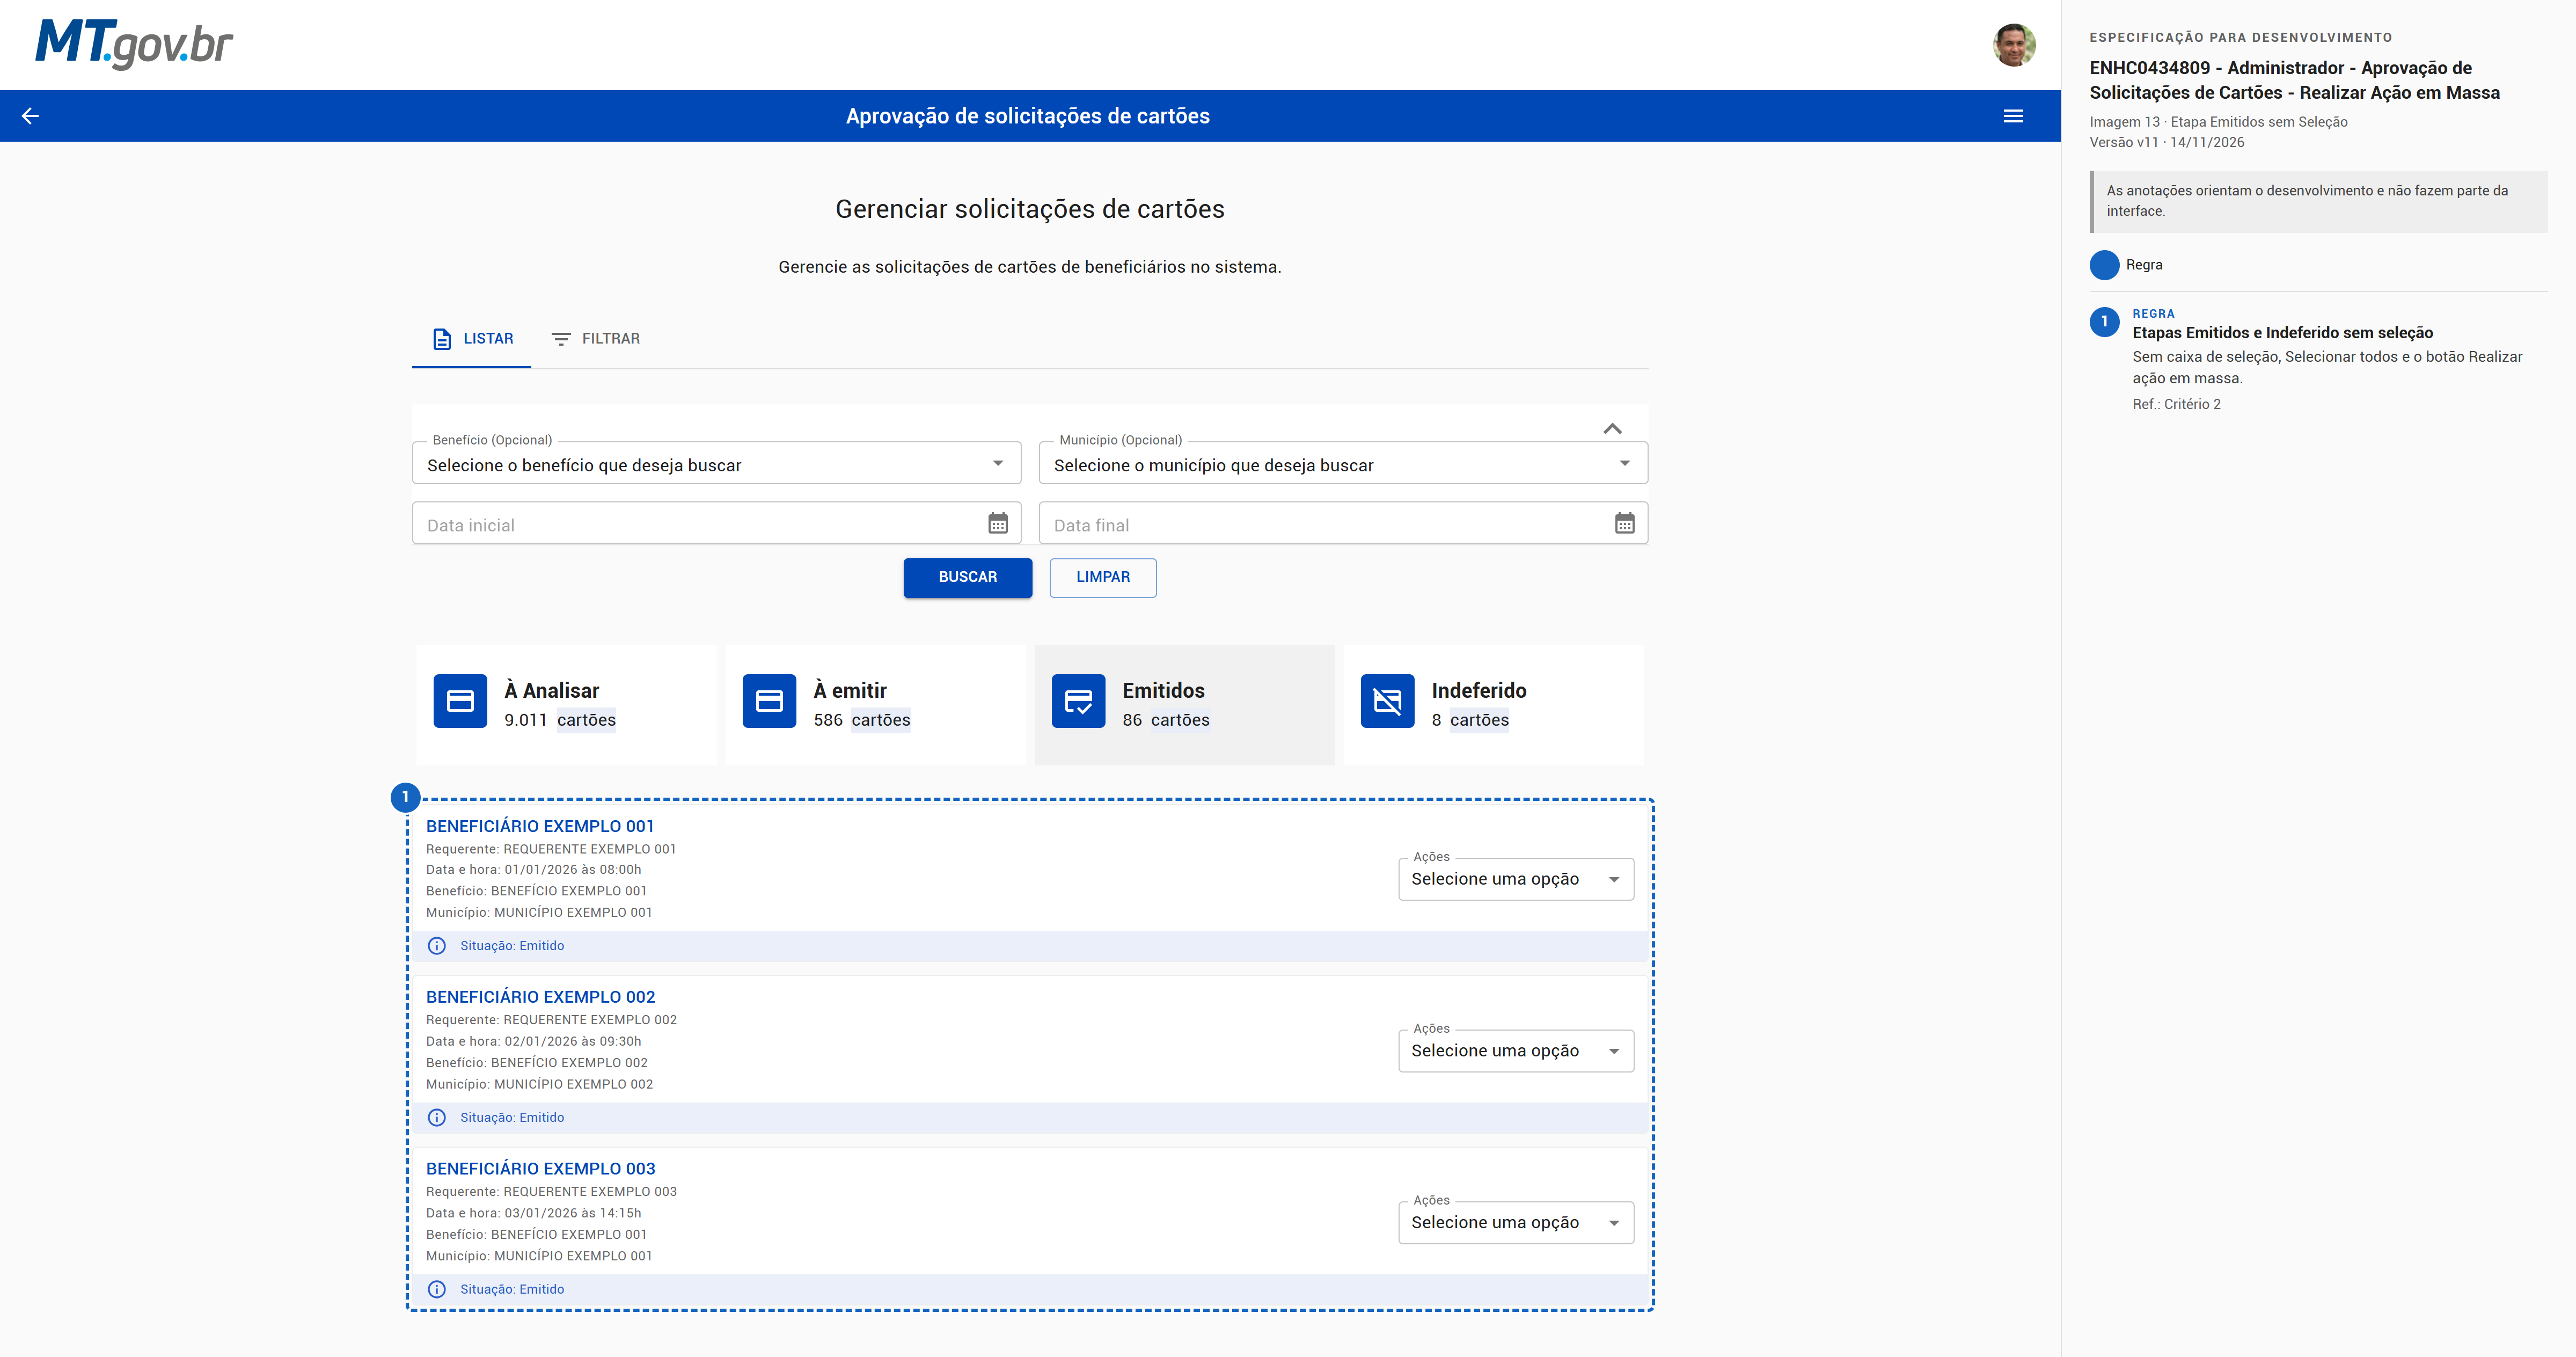 MT.gov.br
Aprovação de solicitações de cartões
Gerenciar solicitações de cartões
Gerencie as solicitações de cartões de beneficiários no sistema.
LISTAR
FILTRAR
Benefício (Opcional)
Selecione o benefício que deseja buscar
Município (Opcional)
Selecione o município que deseja buscar
Data inicial
Data final
BUSCAR
LIMPAR
À Analisar
9.011 cartões
À emitir
586 cartões
Emitidos
86 cartões
Indeferido
8 cartões
1
BENEFICIÁRIO EXEMPLO 001
Requerente: REQUERENTE EXEMPLO 001
Data e hora: 01/01/2026 às 08:00h
Benefício: BENEFÍCIO EXEMPLO 001
Município: MUNICÍPIO EXEMPLO 001
Ações
Selecione uma opção
Situação: Emitido
BENEFICIÁRIO EXEMPLO 002
Requerente: REQUERENTE EXEMPLO 002
Data e hora: 02/01/2026 às 09:30h
Benefício: BENEFÍCIO EXEMPLO 002
Município: MUNICÍPIO EXEMPLO 002
Ações
Selecione uma opção
Situação: Emitido
BENEFICIÁRIO EXEMPLO 003
Requerente: REQUERENTE EXEMPLO 003
Data e hora: 03/01/2026 às 14:15h
Benefício: BENEFÍCIO EXEMPLO 001
Município: MUNICÍPIO EXEMPLO 001
Ações
Selecione uma opção
Situação: Emitido
ESPECIFICAÇÃO PARA DESENVOLVIMENTO
ENHC0434809 - Administrador - Aprovação de
Solicitações de Cartões - Realizar Ação em Massa
Imagem 13 · Etapa Emitidos sem Seleção
Versão v11 · 14/11/2026
As anotações orientam o desenvolvimento e não fazem parte da
interface.
Regra
1
REGRA
Etapas Emitidos e Indeferido sem seleção
Sem caixa de seleção, Selecionar todos e o botão Realizar
ação em massa.
Ref.: Critério 2